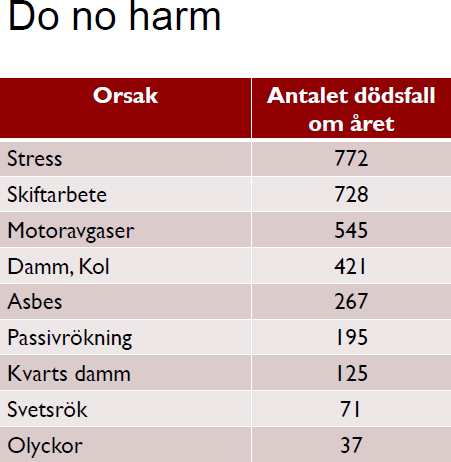 Do no harm
Orsak Antalet dödsfall
om året
Stress 772
Skiftarbete 728
Motoravgaser 545
Damm, Kol 421
Asbes 267
Passivrökning 195
Kvarts damm 125
Svetsrök 71
Olyckor 37